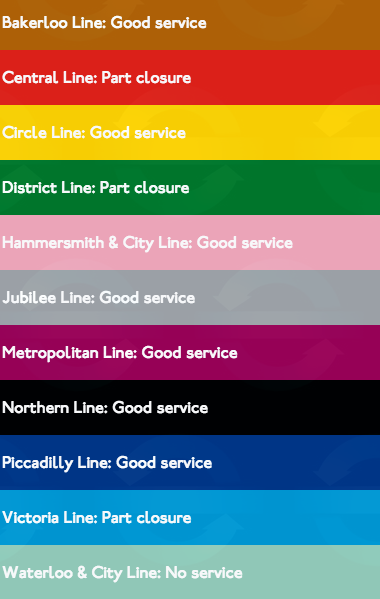 Bakerloo Line: Good service
Central Line: Part closure
Circle Line: Good service
District Line: Part closure
Hammersmith & City Line: Good service
Jubilee Line: Good service
Metropolitan Line: Good service
Northern Line: Good service
Piccadilly Line: Good service
Victoria Line: Part closure
Waterloo & City Line: No service